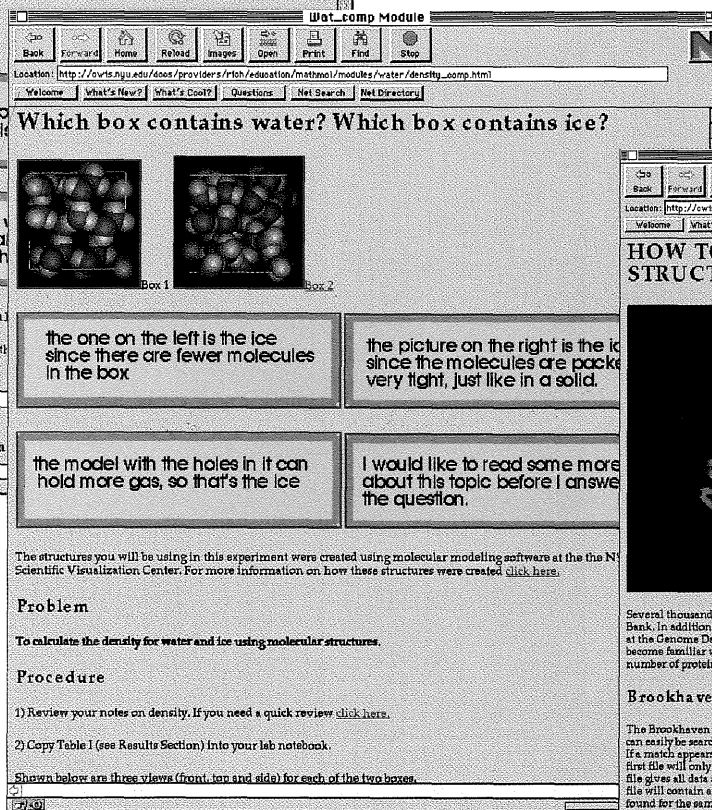 Wat_comp Module
Back Forward Home Reload Images Open Print Find Stop
N
Location: http://cwis.nyu.edu/docs/providers/rioh/education/mathmol/modules/water/density_comp.html
Welcome What's New? What's Cool? Questions Net Search Net Directory
Which box contains water? Which box contains ice?
Box 1 Box 2
the one on the left is the ice
since there are fewer molecules
in the box
the picture on the right is the ic
since the molecules are packe
very tight, just like in a solid.
the model with the holes in it can
hold more gas, so that's the ice
I would like to read some more
about this topic before I answe
the question.
The structures you will be using in this experiment were created using molecular modeling software at the the NY
Scientific Visualization Center. For more information on how these structures were created click here.
Problem
To calculate the density for water and ice using molecular structures.
Procedure
1) Review your notes on density. If you need a quick review click here.
2) Copy Table I (see Results Section) into your lab notebook.
Shown below are three views (front, top and side) for each of the two boxes.
Back Forward
Location: http://cwis
Welcome What'
HOW TO
STRUCT
Several thousand
Bank. In addition
at the Genome De
become familiar w
number of protein
Brookhave
The Brookhaven
can easily be searc
If a match appears
first file will only
file gives all data
file will contain a
found for the sam